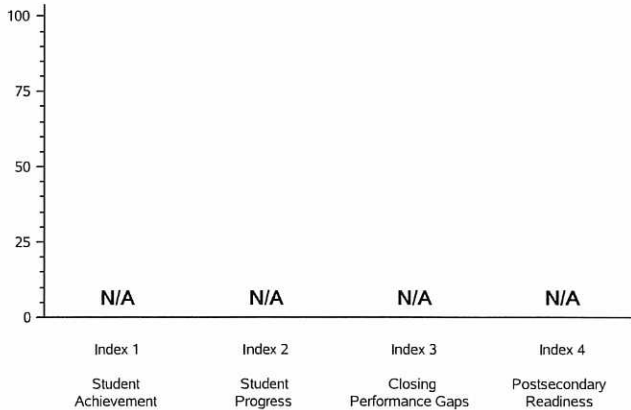 100
75
50
25
0
N/A N/A N/A N/A
Index 1 Index 2 Index 3 Index 4
Student Student Closing Postsecondary
Achievement Progress Performance Gaps Readiness